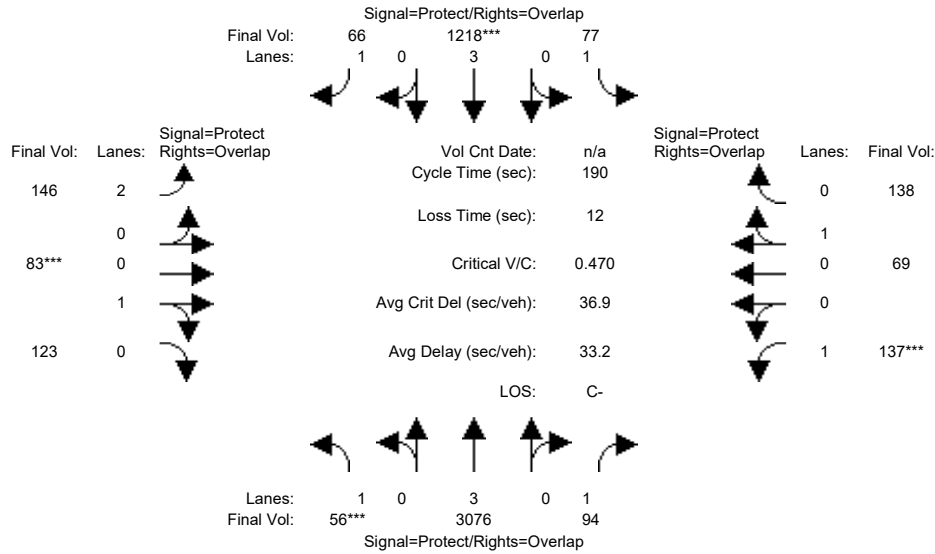 Signal=Protect/Rights=Overlap
Final Vol: 66 1218*** 77
Lanes: 1 0 3 0 1
Signal=Protect
Final Vol: Lanes: Rights=Overlap
Vol Cnt Date: n/a
Signal=Protect
Rights=Overlap Lanes: Final Vol:
Cycle Time (sec): 190
146 2
0 138
Loss Time (sec): 12
0
1
83*** 0
Critical V/C: 0.470
0 69
1
Avg Crit Del (sec/veh): 36.9
0
123 0
Avg Delay (sec/veh): 33.2
1 137***
LOS: C-
Lanes: 1 0 3 0 1
Final Vol: 56*** 3076 94
Signal=Protect/Rights=Overlap